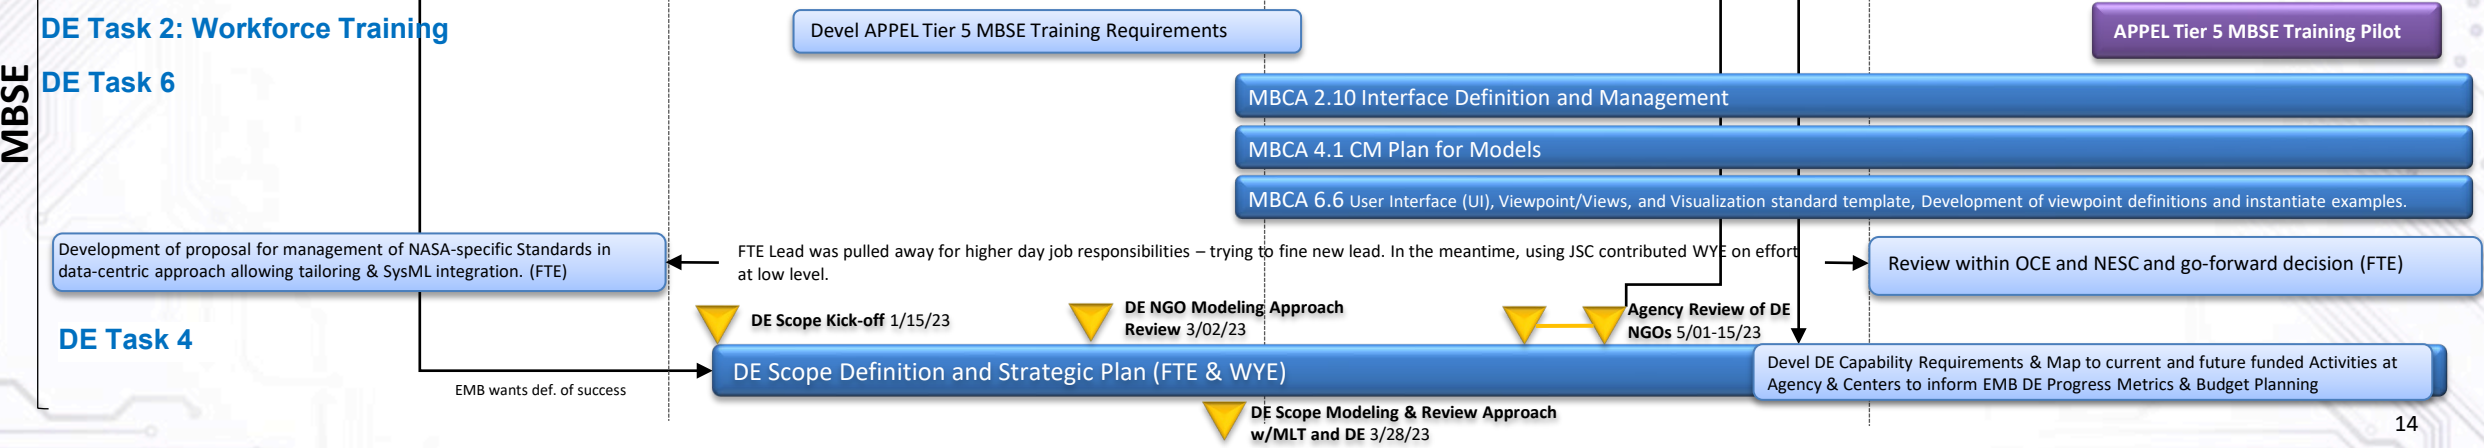 MBSE
DE Task 2: Workforce Training
Devel APPEL Tier 5 MBSE Training Requirements
APPEL Tier 5 MBSE Training Pilot
DE Task 6
MBCA 2.10 Interface Definition and Management
MBCA 4.1 CM Plan for Models
MBCA 6.6 User Interface (UI), Viewpoint/Views, and Visualization standard template, Development of viewpoint definitions and instantiate examples.
Development of proposal for management of NASA-specific Standards in
data-centric approach allowing tailoring & SysML integration. (FTE)
FTE Lead was pulled away for higher day job responsibilities – trying to fine new lead. In the meantime, using JSC contributed WYE on effort
at low level.
Review within OCE and NESC and go-forward decision (FTE)
DE Task 4
DE Scope Kick-off 1/15/23
DE NGO Modeling Approach
Review 3/02/23
Agency Review of DE
NGOs 5/01-15/23
DE Scope Definition and Strategic Plan (FTE & WYE)
Devel DE Capability Requirements & Map to current and future funded Activities at
Agency & Centers to inform EMB DE Progress Metrics & Budget Planning
EMB wants def. of success
DE Scope Modeling & Review Approach
w/MLT and DE 3/28/23
14